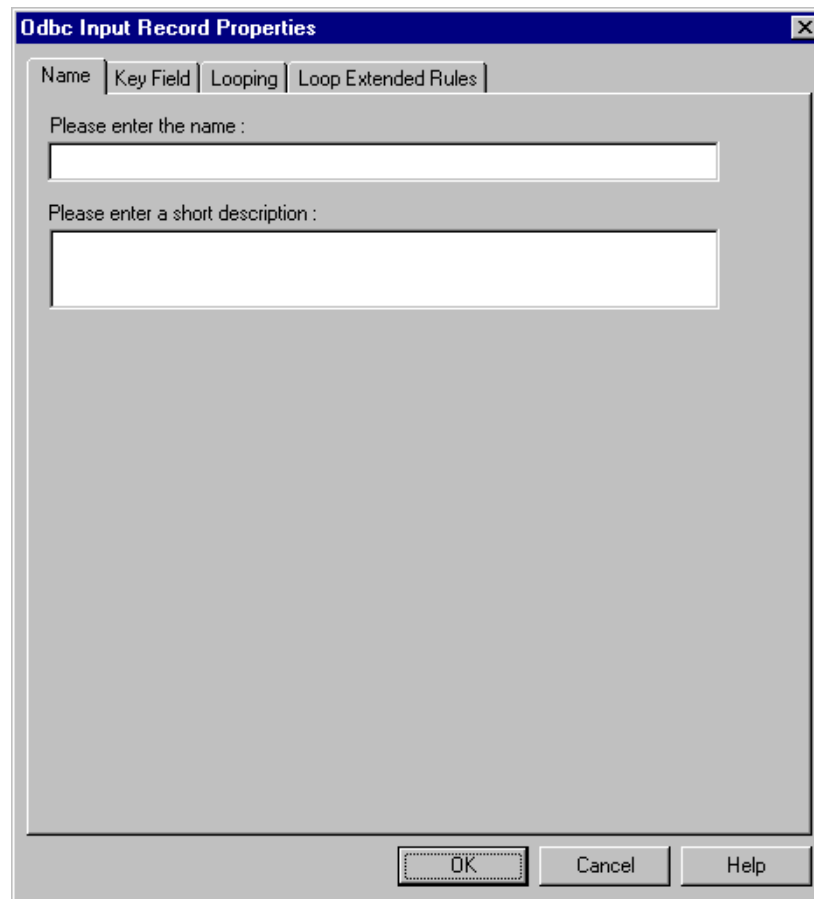 Odbc Input Record Properties
Name Key Field Looping Loop Extended Rules
Please enter the name :
Please enter a short description :
OK Cancel Help